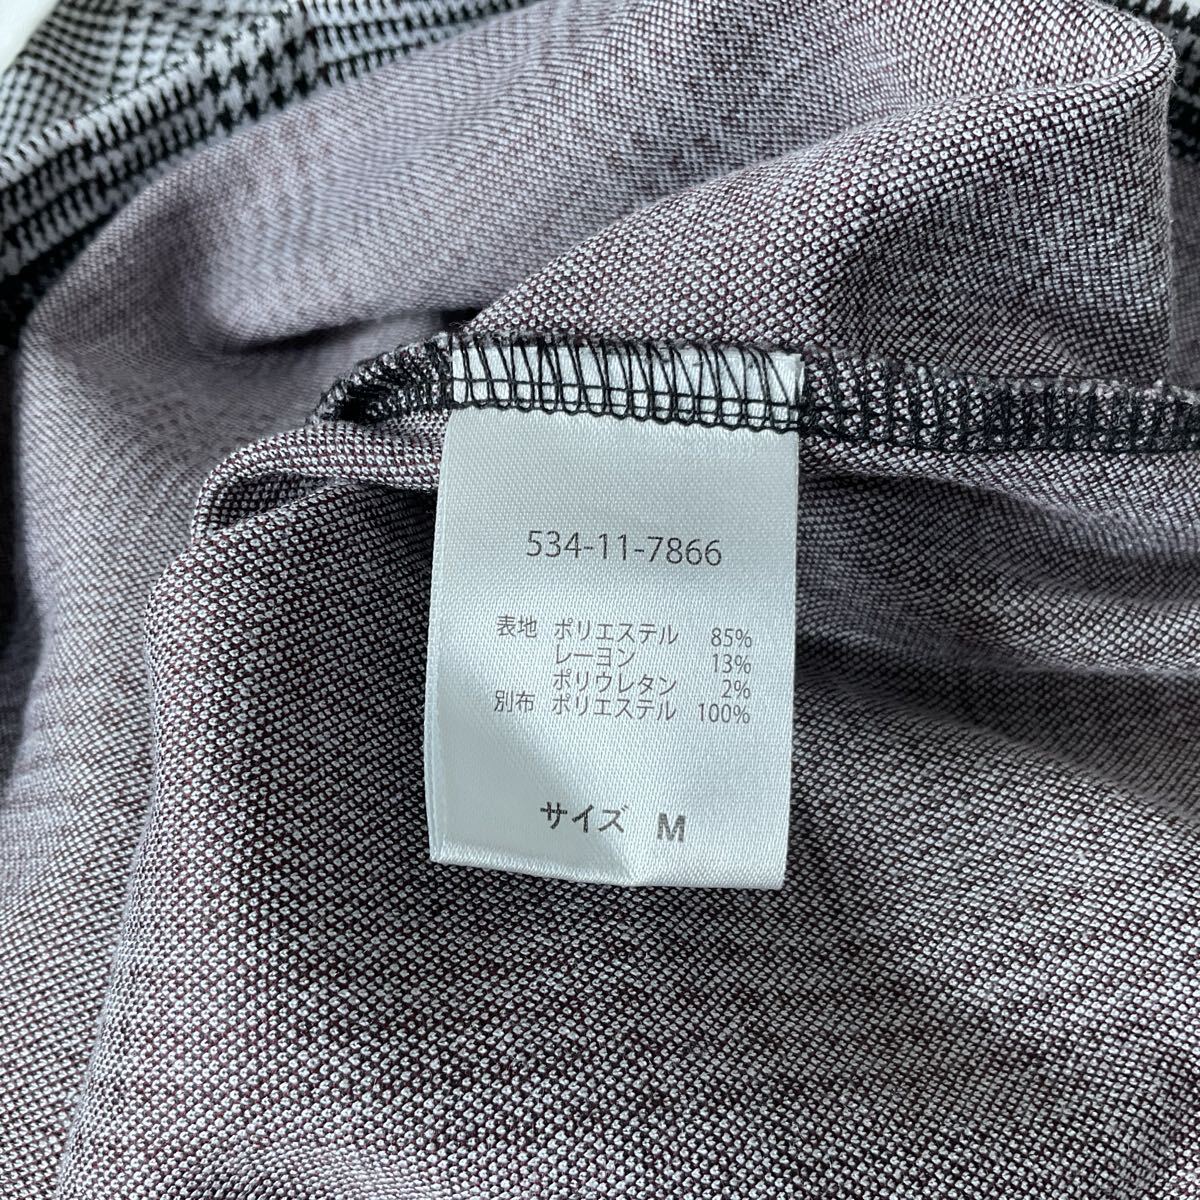 534-11-7866
表地 ポリエステル 85%
レーヨン 13%
ポリウレタン 2%
別布 ポリエステル 100%
サイズ M